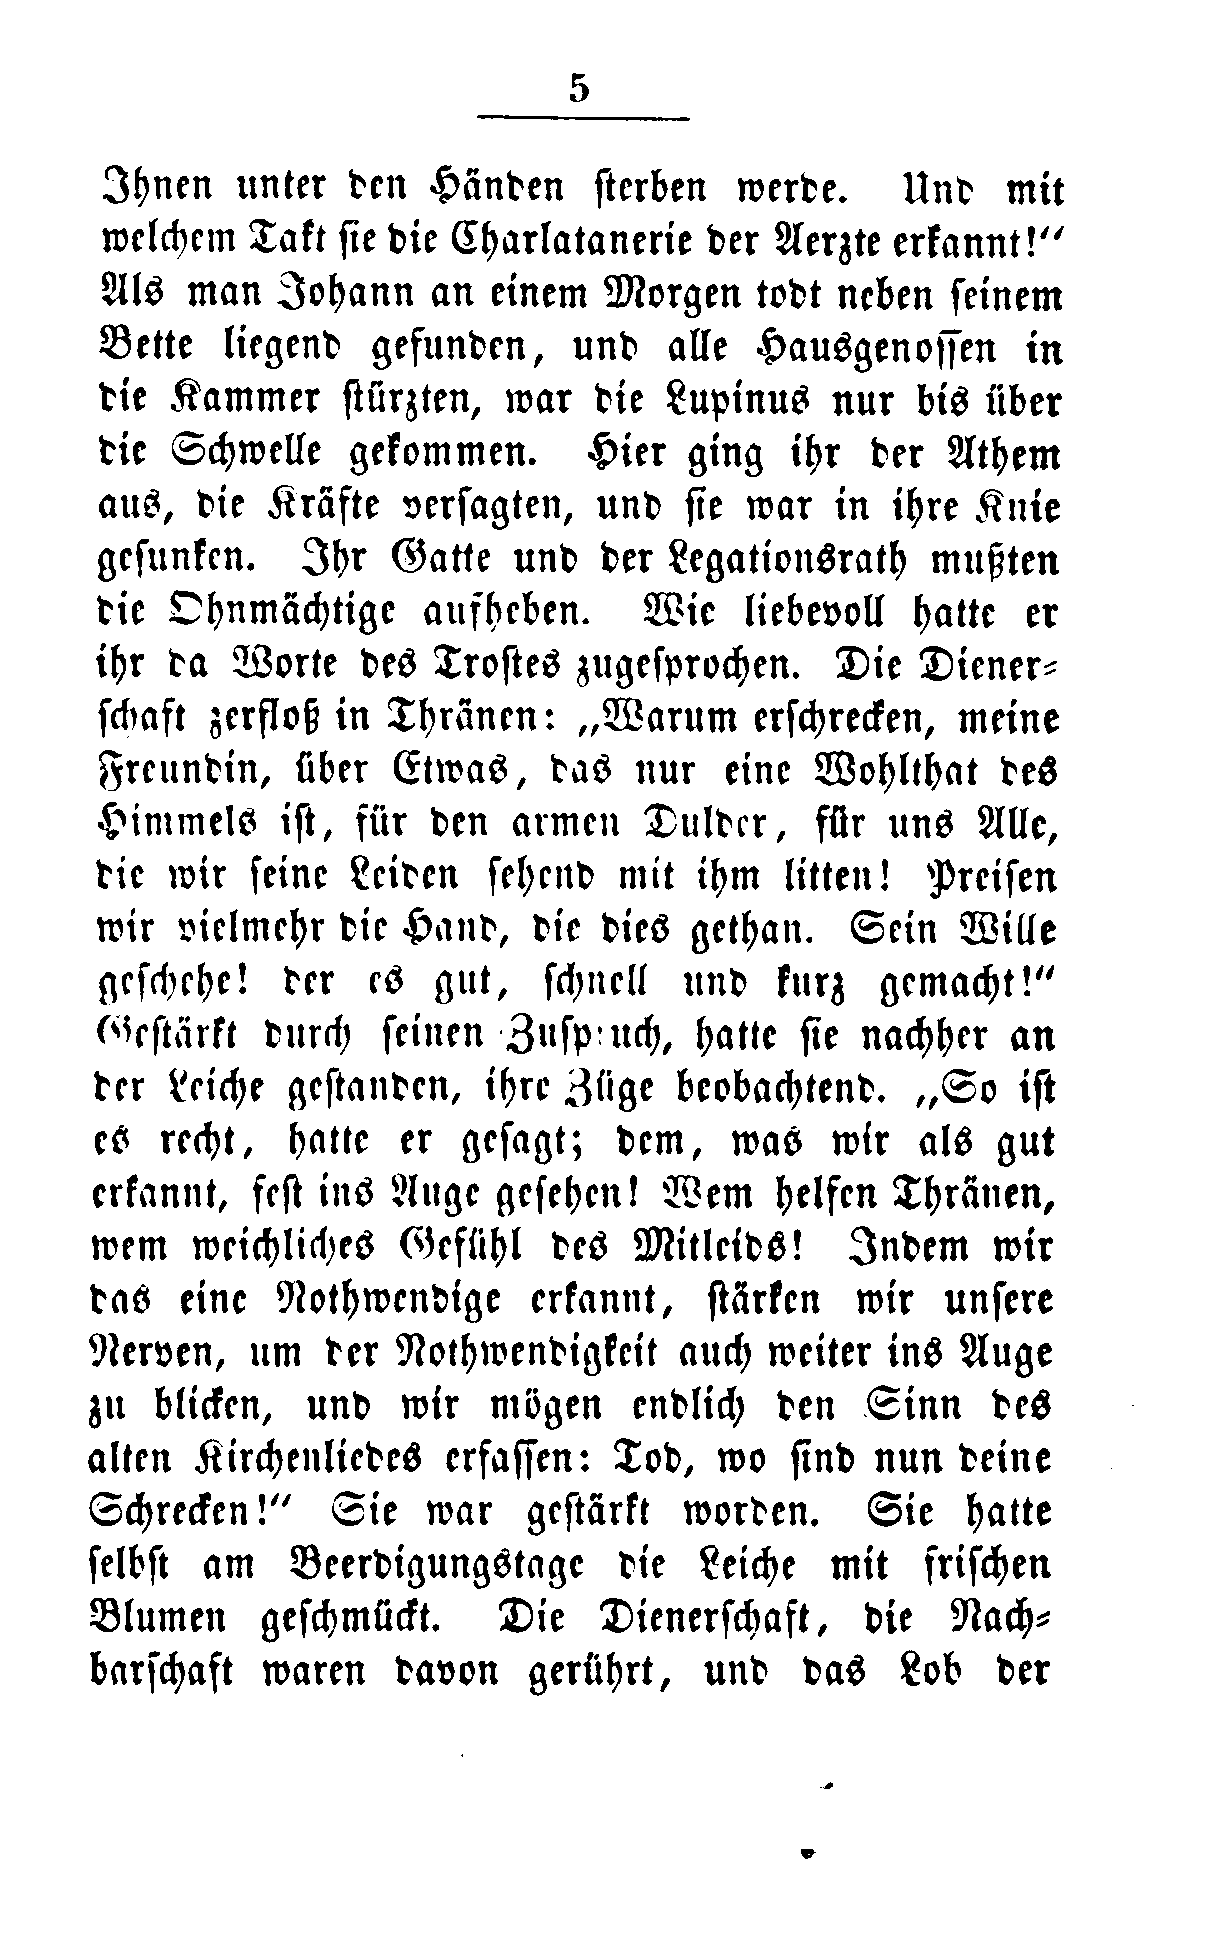 5
Ihnen unter den Händen sterben werde. Und mit
welchem Takt sie die Charlatanerie der Aerzte erkannt!“
Als man Johann an einem Morgen todt neben seinem
Bette liegend gefunden, und alle Hausgenossen in
die Kammer stürzten, war die Lupinus nur bis über
die Schwelle gekommen. Hier ging ihr der Athem
aus, die Kräfte versagten, und sie war in ihre Knie
gesunken. Ihr Gatte und der Legationsrath mußten
die Ohnmächtige aufheben. Wie liebevoll hatte er
ihr da Worte des Trostes zugesprochen. Die Diener-
schaft zerfloß in Thränen: „Warum erschrecken, meine
Freundin, über Etwas, das nur eine Wohlthat des
Himmels ist, für den armen Dulder, für uns Alle,
die wir seine Leiden sehend mit ihm litten! Preisen
wir vielmehr die Hand, die dies gethan. Sein Wille
geschehe! der es gut, schnell und kurz gemacht!“
Gestärkt durch seinen Zuspruch, hatte sie nachher an
der Leiche gestanden, ihre Züge beobachtend. „So ist
es recht, hatte er gesagt; dem, was wir als gut
erkannt, fest ins Auge gesehen! Wem helfen Thränen,
wem weichliches Gefühl des Mitleids! Indem wir
das eine Nothwendige erkannt, stärken wir unsere
Nerven, um der Nothwendigkeit auch weiter ins Auge
zu blicken, und wir mögen endlich den Sinn des
alten Kirchenliedes erfassen: Tod, wo sind nun deine
Schrecken!“ Sie war gestärkt worden. Sie hatte
selbst am Beerdigungstage die Leiche mit frischen
Blumen geschmückt. Die Dienerschaft, die Nach-
barschaft waren davon gerührt, und das Lob der